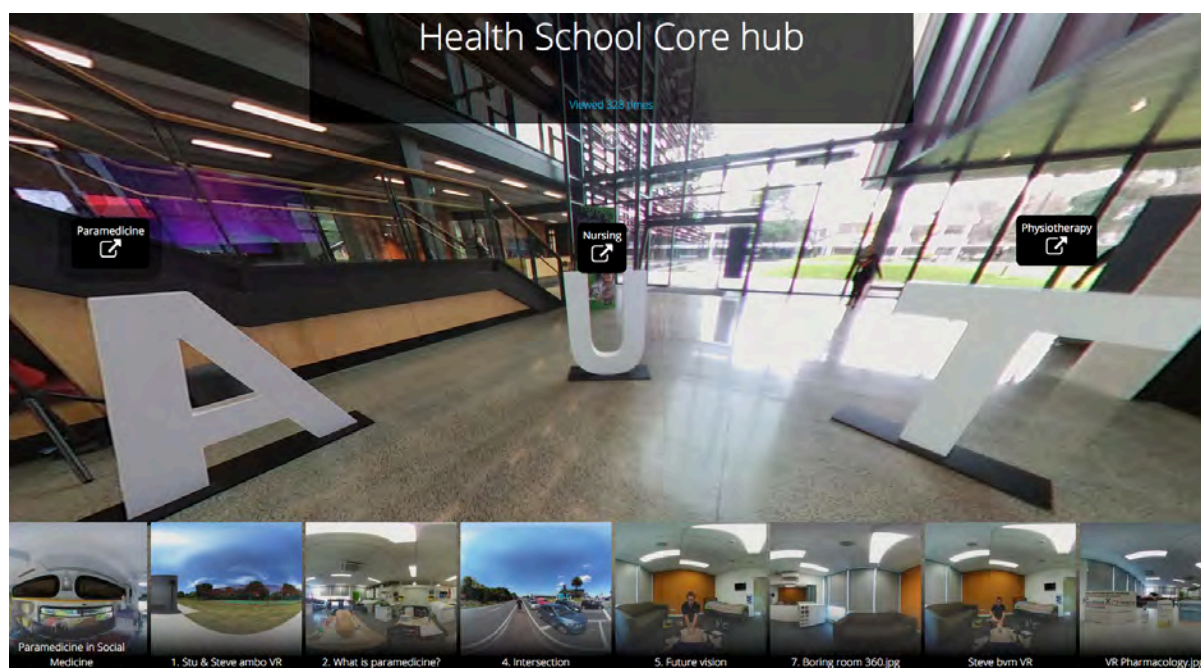 Health School Core hub
Viewed 328 times
Paramedicine
Nursing
Physiotherapy
A U T
Paramedicine in Social
Medicine
1. Stu & Steve ambo VR
2. What is paramedicine?
4. Intersection
5. Future vision
7. Boring room 360.jpg
Steve bvm VR
VR Pharmacology.jp